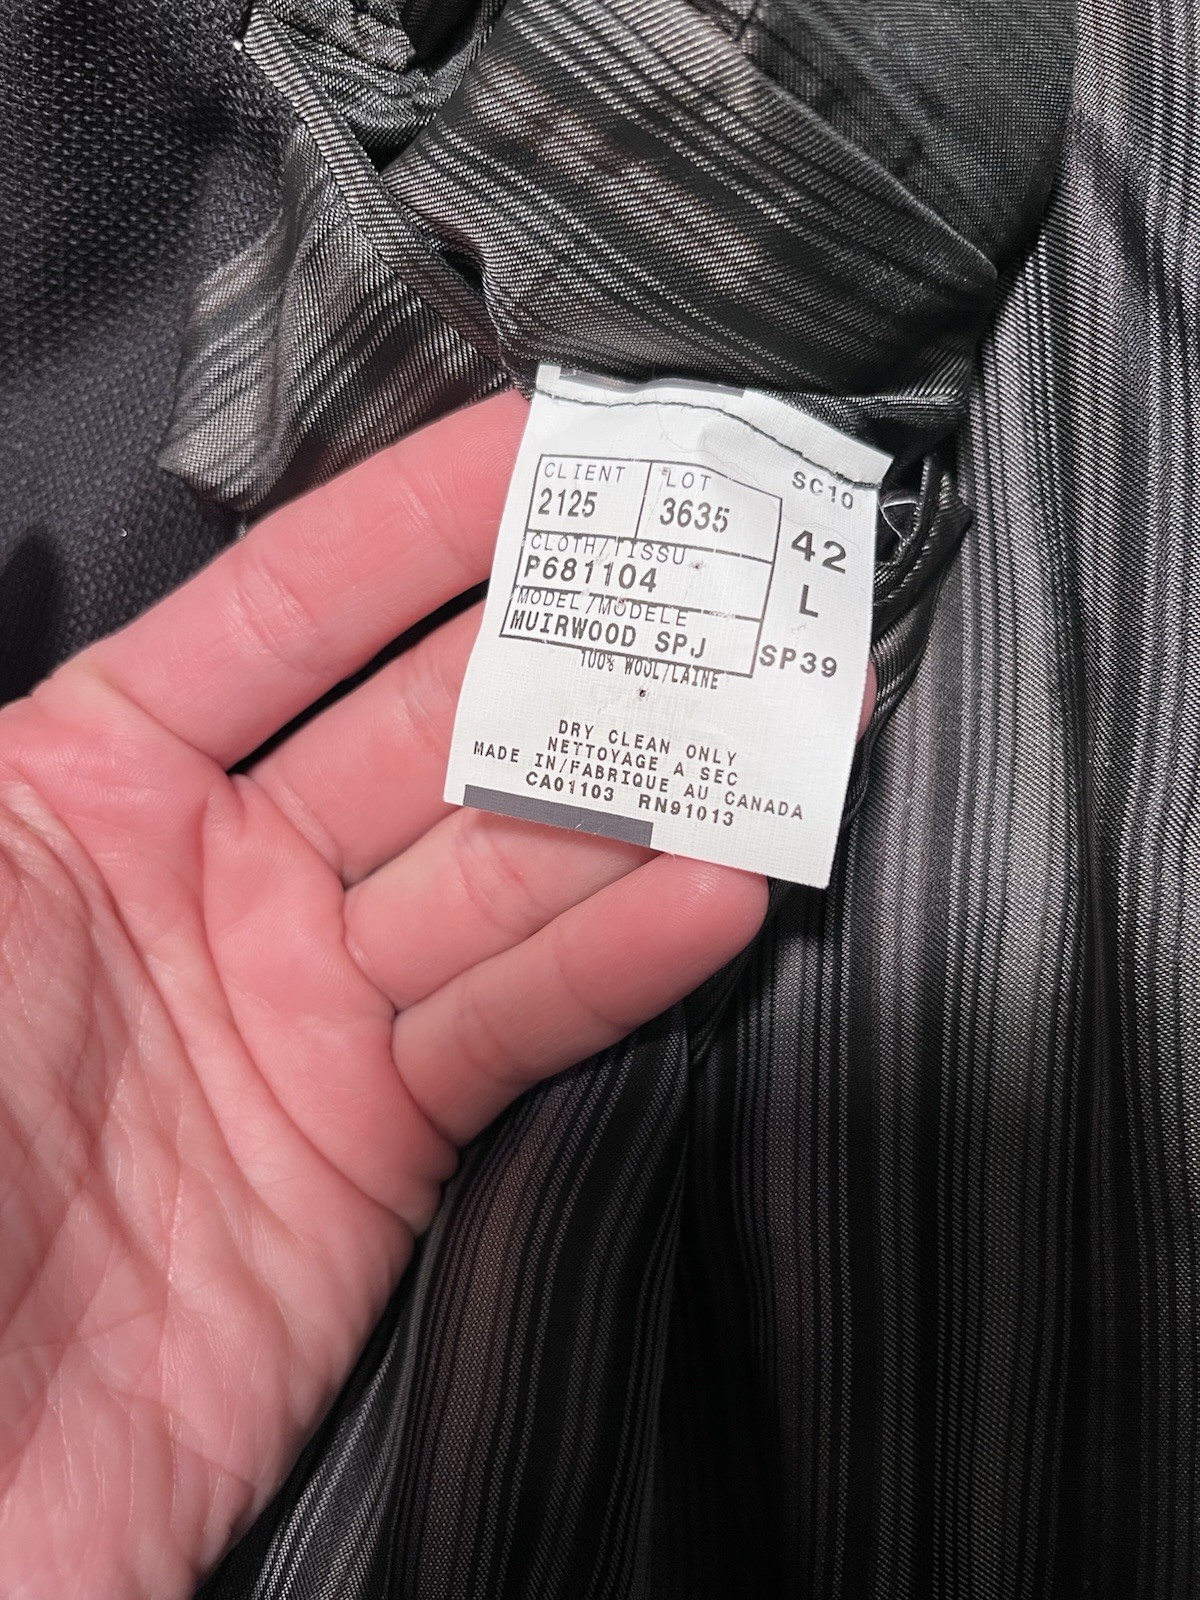 SC10
CLIENT LOT
2125 3635
42
CLOTH/TISSU
P681104
L
MODEL/MODELE
MUIRWOOD SPJ
SP39
100% WOOL/LAINE
DRY CLEAN ONLY
NETTOYAGE A SEC
MADE IN/FABRIQUE AU CANADA
CA01103 RN91013